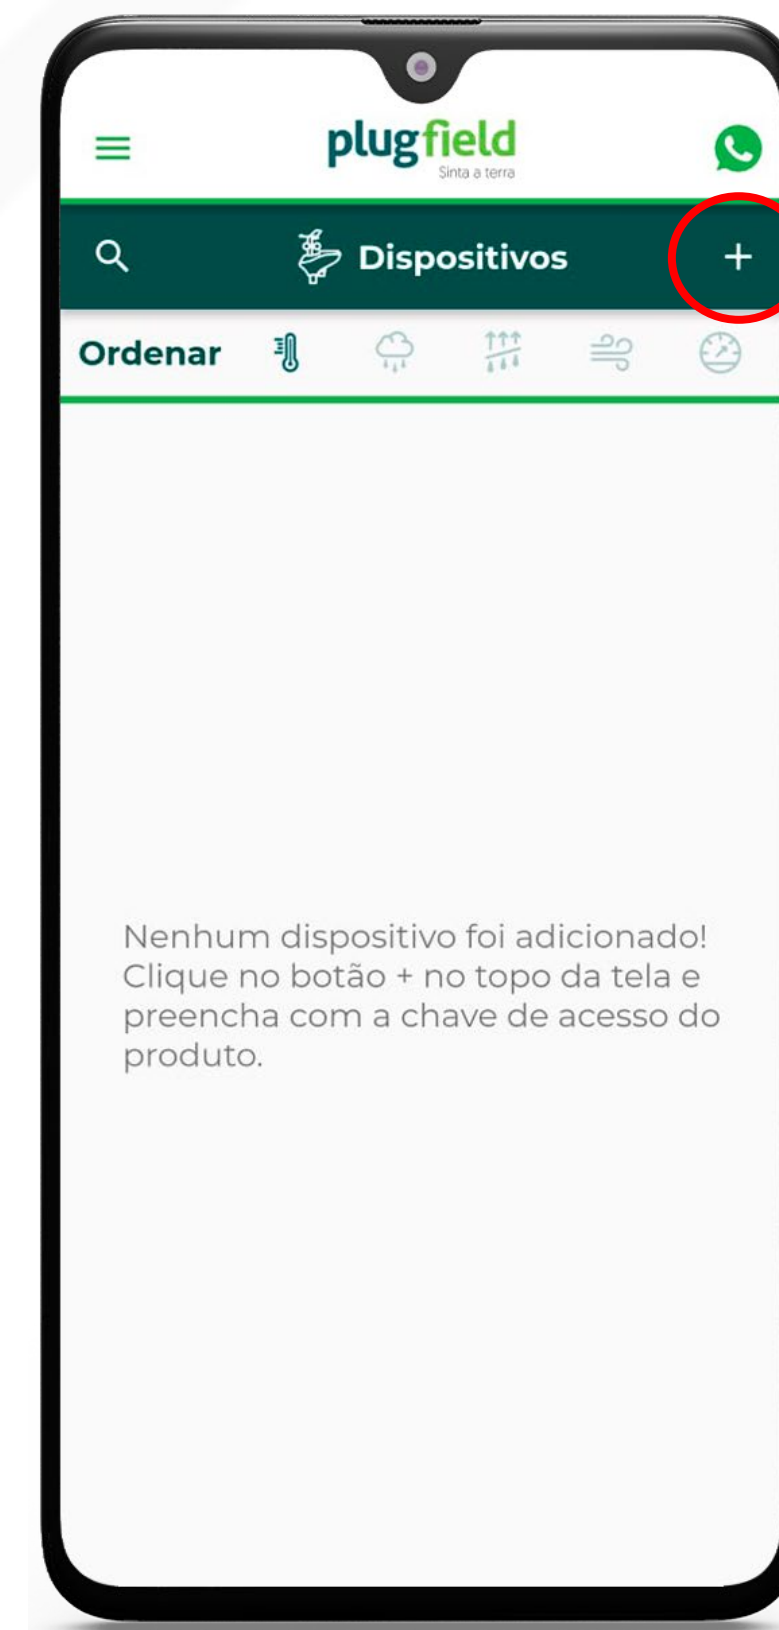 plugfield
Sinta a terra
Dispositivos +
Ordenar
Nenhum dispositivo foi adicionado!
Clique no botão + no topo da tela e
preencha com a chave de acesso do
produto.